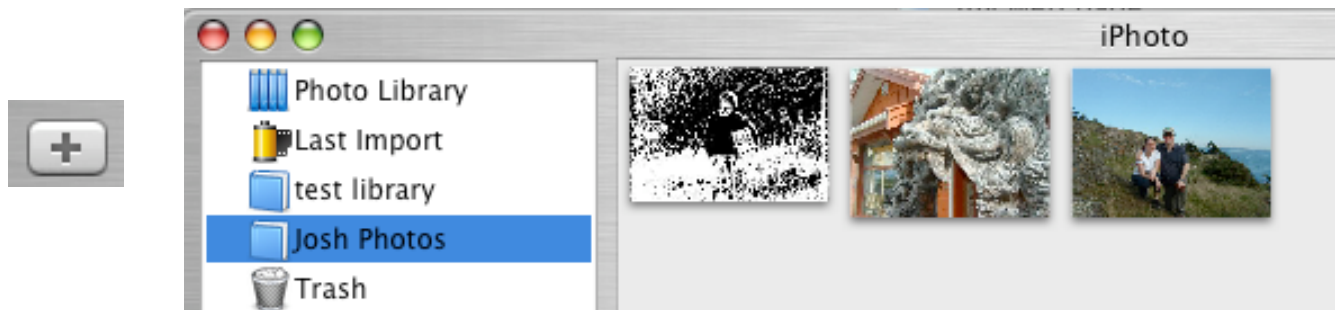 iPhoto
Photo Library
Last Import
test library
Josh Photos
Trash